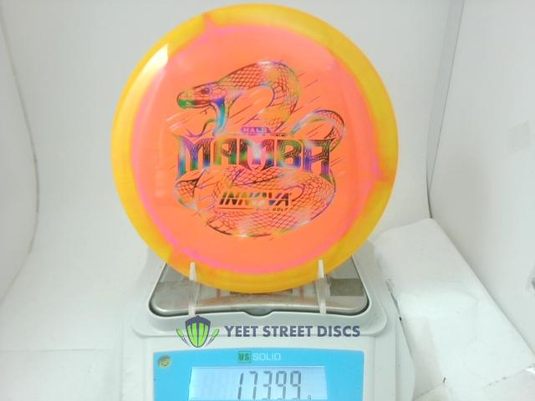 HALO
MAMBA
INNOVA
YEET STREET DISCS
US SOLID
173.99